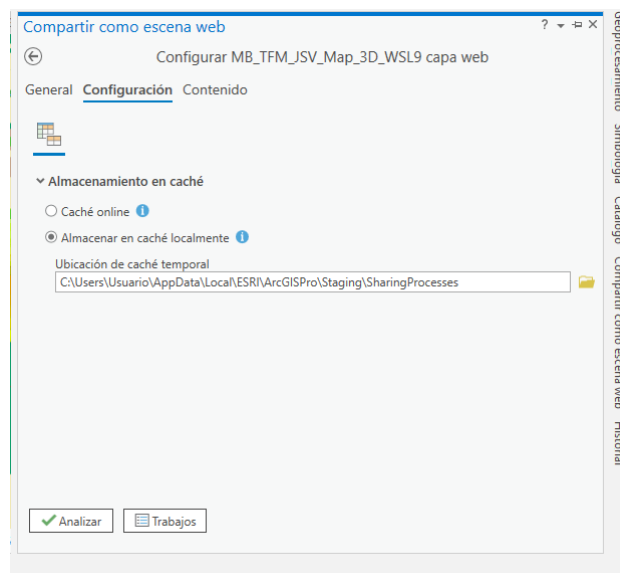 Compartir como escena web
Configurar MB_TFM_JSV_Map_3D_WSL9 capa web
General Configuración Contenido
Almacenamiento en caché
Caché online
Almacenar en caché localmente
Ubicación de caché temporal
C:\Users\Usuario\AppData\Local\ESRI\ArcGISPro\Staging\SharingProcesses
Analizar Trabajos
Geoprocesamiento
Simbología
Catálogo
Compartir como escena web
Historial